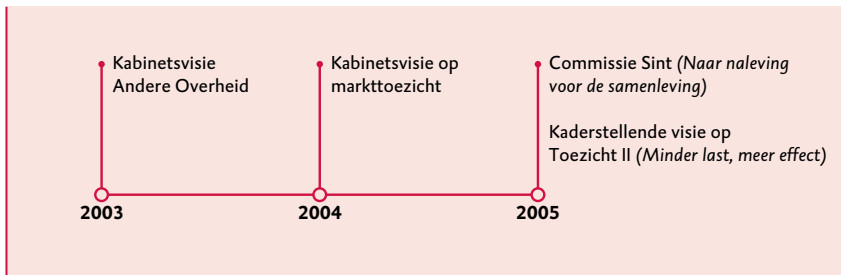 Kabinetsvisie
Andere Overheid
Kabinetsvisie op
markttoezicht
Commissie Sint (Naar naleving
voor de samenleving)
Kaderstellende visie op
Toezicht II (Minder last, meer effect)
2003
2004
2005